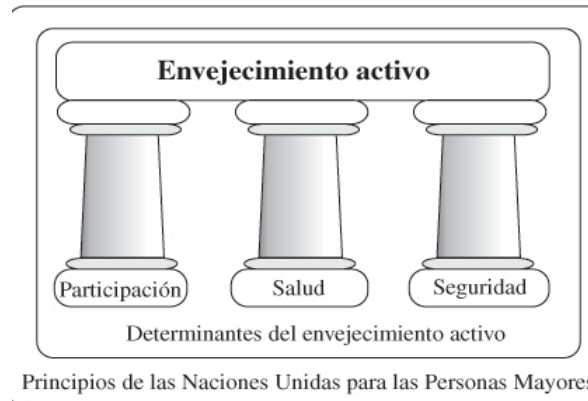 Envejecimiento activo
Participación Salud Seguridad
Determinantes del envejecimiento activo
Principios de las Naciones Unidas para las Personas Mayores